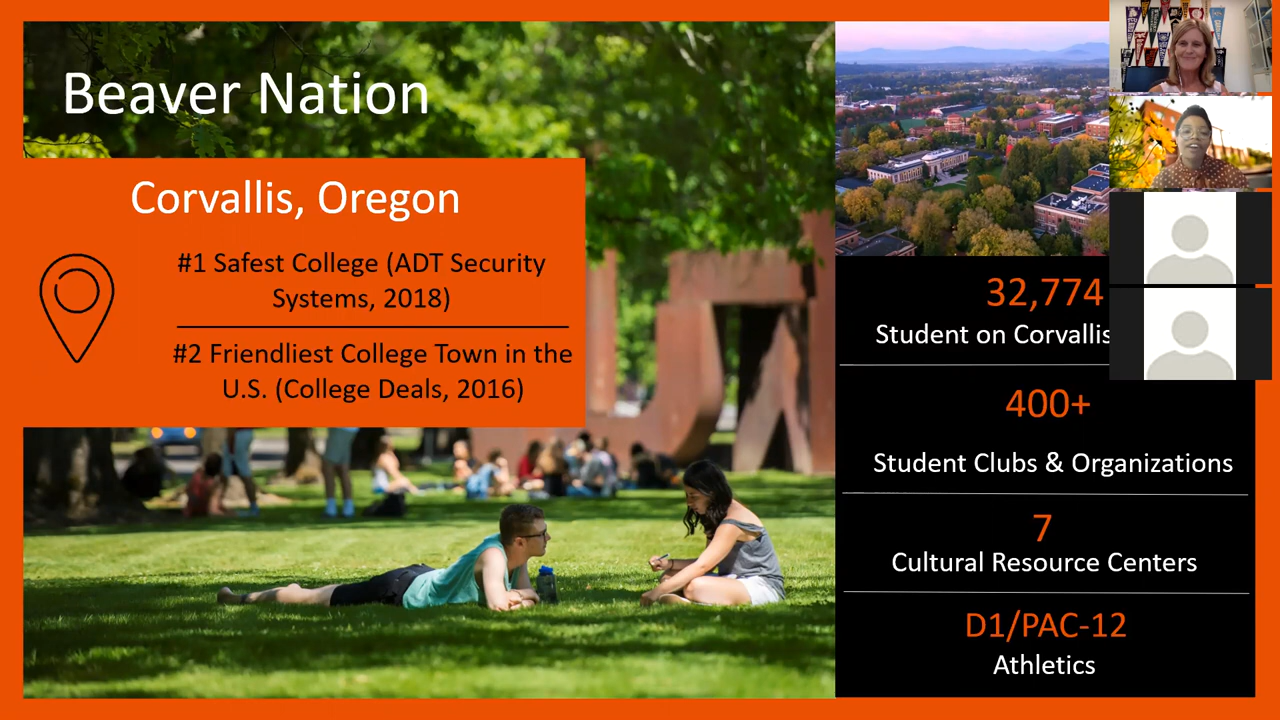 Beaver Nation
Corvallis, Oregon
#1 Safest College (ADT Security
Systems, 2018)
#2 Friendliest College Town in the
U.S. (College Deals, 2016)
32,774
Student on Corvallis
400+
Student Clubs & Organizations
7
Cultural Resource Centers
D1/PAC-12
Athletics